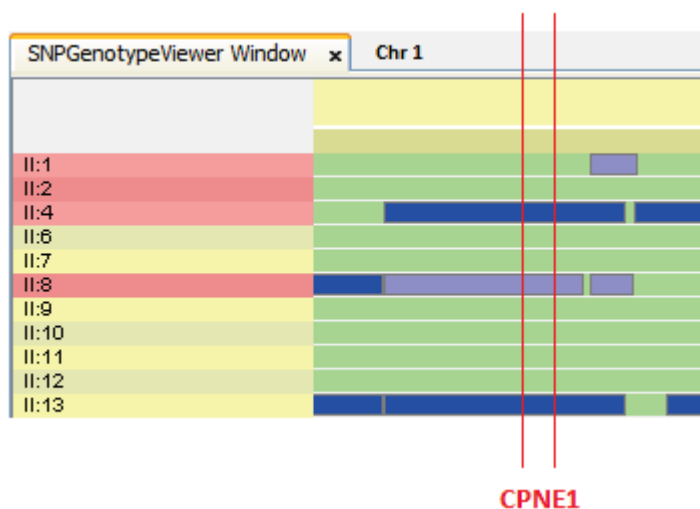 SNPGenotypeViewer Window x Chr 1
II:1
II:2
II:4
II:6
II:7
II:8
II:9
II:10
II:11
II:12
II:13
CPNE1